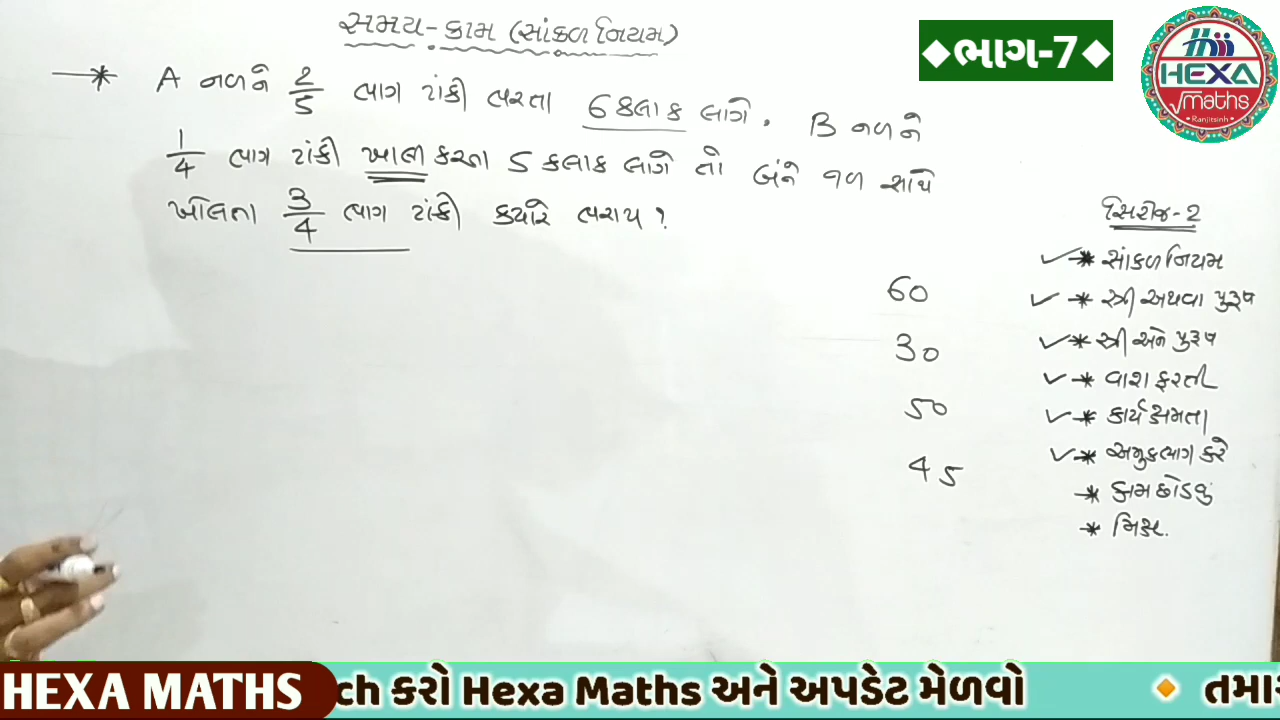 સમય-કામ (સાંકળ નિયમ)
◆ભાગ-7◆
HEXA
√maths
Ranjitsinh
* A નળને 2/5 ભાગ ટાંકી ભરતા 6 કલાક લાગે. B નળને
1/4 ભાગ ટાંકી ખાલી કરતા 5 કલાક લાગે તો બંને નળ સાથે
ખોલતા 3/4 ભાગ ટાંકી કયારે ભરાય ?
60
30
50
45
સિરીજ-2
✓* સાંકળ નિયમ
✓* સ્ત્રી અથવા પુરૂષ
✓* સ્ત્રી અને પુરૂષ
✓* વારા ફરતી
✓* કાર્યક્ષમતા
✓* અમુકભાગ કરે
* કામ છોડવું
* મિક્સ.
HEXA MATHS
ch કરો Hexa Maths અને અપડેટ મેળવો 🔸 તમા